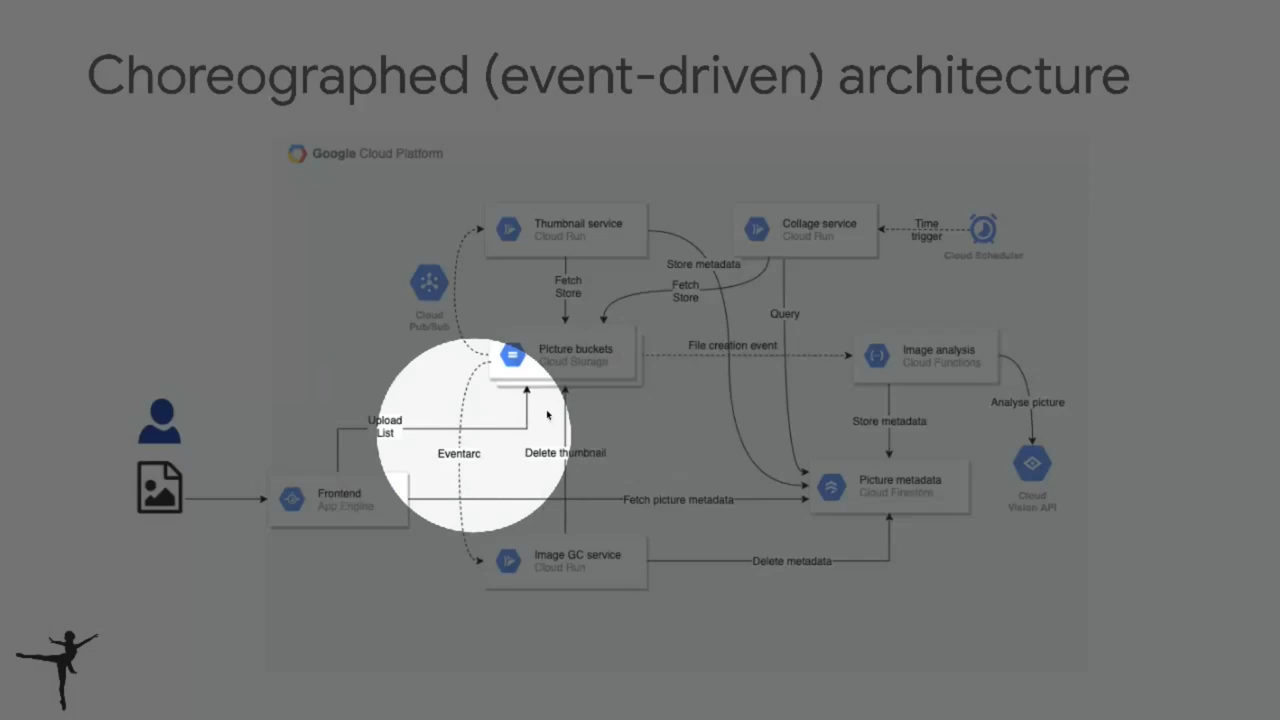 Choreographed (event-driven) architecture
Google Cloud Platform
Thumbnail service
Cloud Run
Collage service
Cloud Run
Time
trigger
Cloud Scheduler
Store metadata
Fetch
Store
Fetch
Store
Cloud
Pub/Sub
Query
Picture buckets
Cloud Storage
File creation event
Image analysis
Cloud Functions
Analyse picture
Upload
List
Store metadata
Eventarc
Delete thumbnail
Frontend
App Engine
Fetch picture metadata
Picture metadata
Cloud Firestore
Cloud
Vision API
Image GC service
Cloud Run
Delete metadata